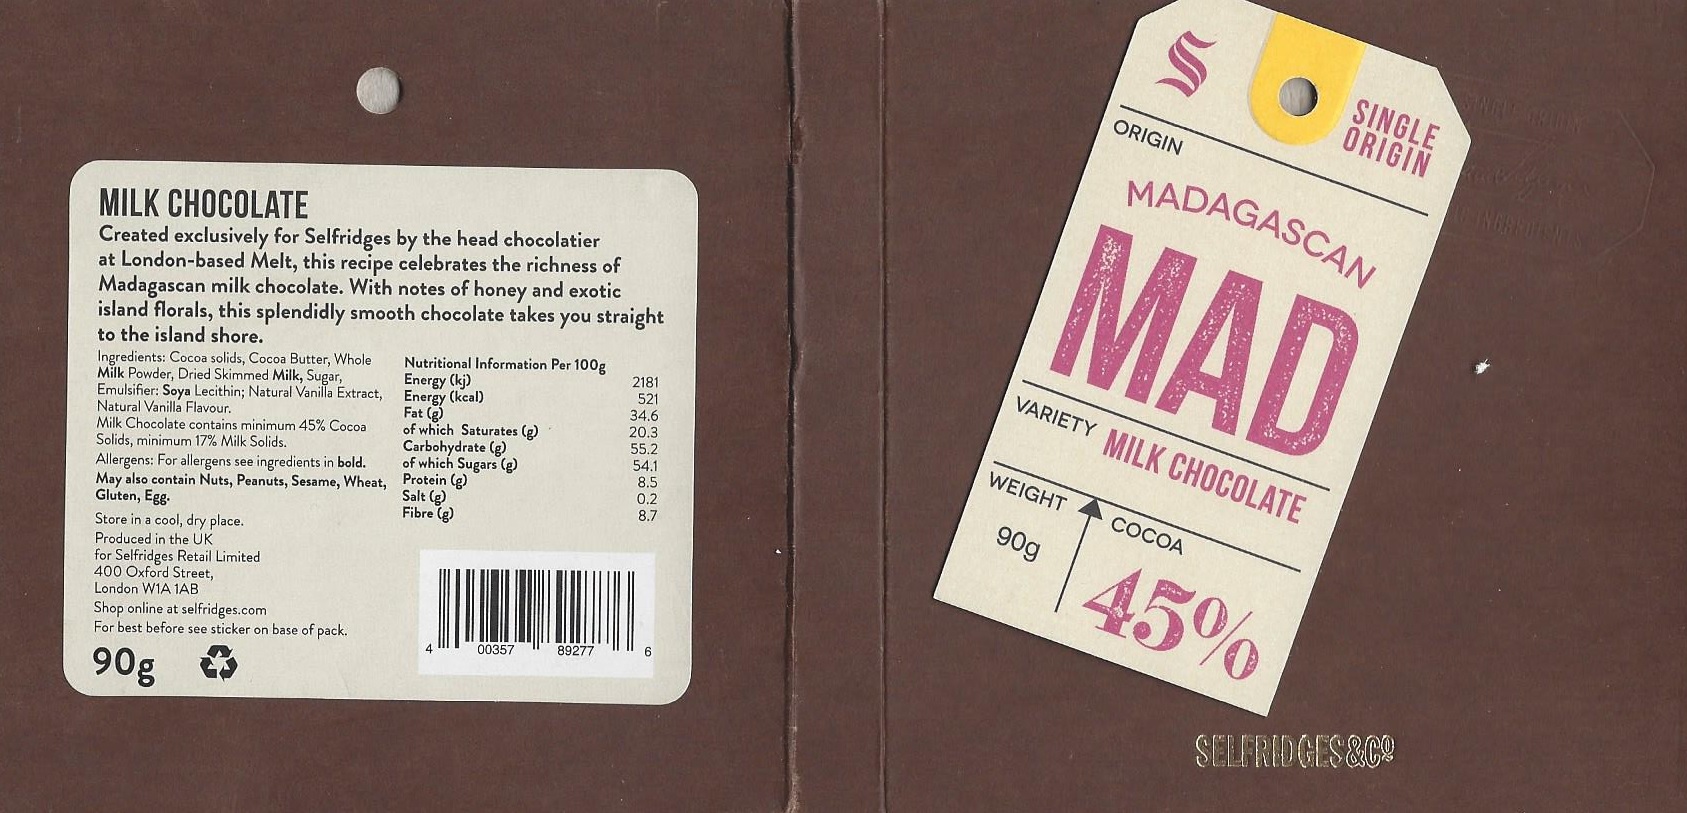 MILK CHOCOLATE
Created exclusively for Selfridges by the head chocolatier
at London-based Melt, this recipe celebrates the richness of
Madagascan milk chocolate. With notes of honey and exotic
island florals, this splendidly smooth chocolate takes you straight
to the island shore.
Ingredients: Cocoa solids, Cocoa Butter, Whole
Milk Powder, Dried Skimmed Milk, Sugar,
Emulsifier: Soya Lecithin; Natural Vanilla Extract,
Natural Vanilla Flavour.
Milk Chocolate contains minimum 45% Cocoa
Solids, minimum 17% Milk Solids.
Allergens: For allergens see ingredients in bold.
May also contain Nuts, Peanuts, Sesame, Wheat,
Gluten, Egg.
Store in a cool, dry place.
Produced in the UK
for Selfridges Retail Limited
400 Oxford Street,
London W1A 1AB
Shop online at selfridges.com
For best before see sticker on base of pack.
90g
Nutritional Information Per 100g
Energy (kj) 2181
Energy (kcal) 521
Fat (g) 34.6
of which Saturates (g) 20.3
Carbohydrate (g) 55.2
of which Sugars (g) 54.1
Protein (g) 8.5
Salt (g) 0.2
Fibre (g) 8.7
4 00357 89277 6
S
SINGLE
ORIGIN
ORIGIN
MADAGASCAN
MAD
VARIETY MILK CHOCOLATE
WEIGHT
90g
COCOA
45%
SELFRIDGES&CO